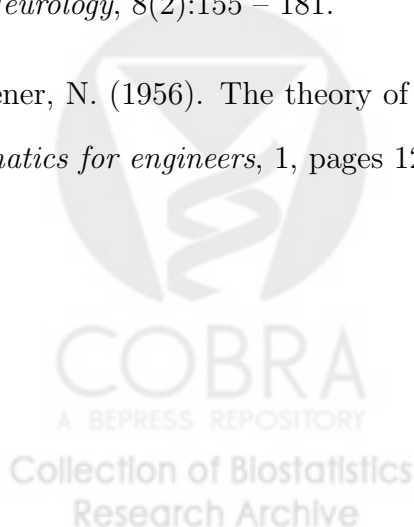 eurology, 8(2):155 – 181.
ener, N. (1956). The theory of
natics for engineers, 1, pages 12
COBRA
A BEPRESS REPOSITORY
Collection of Biostatistics
Research Archive